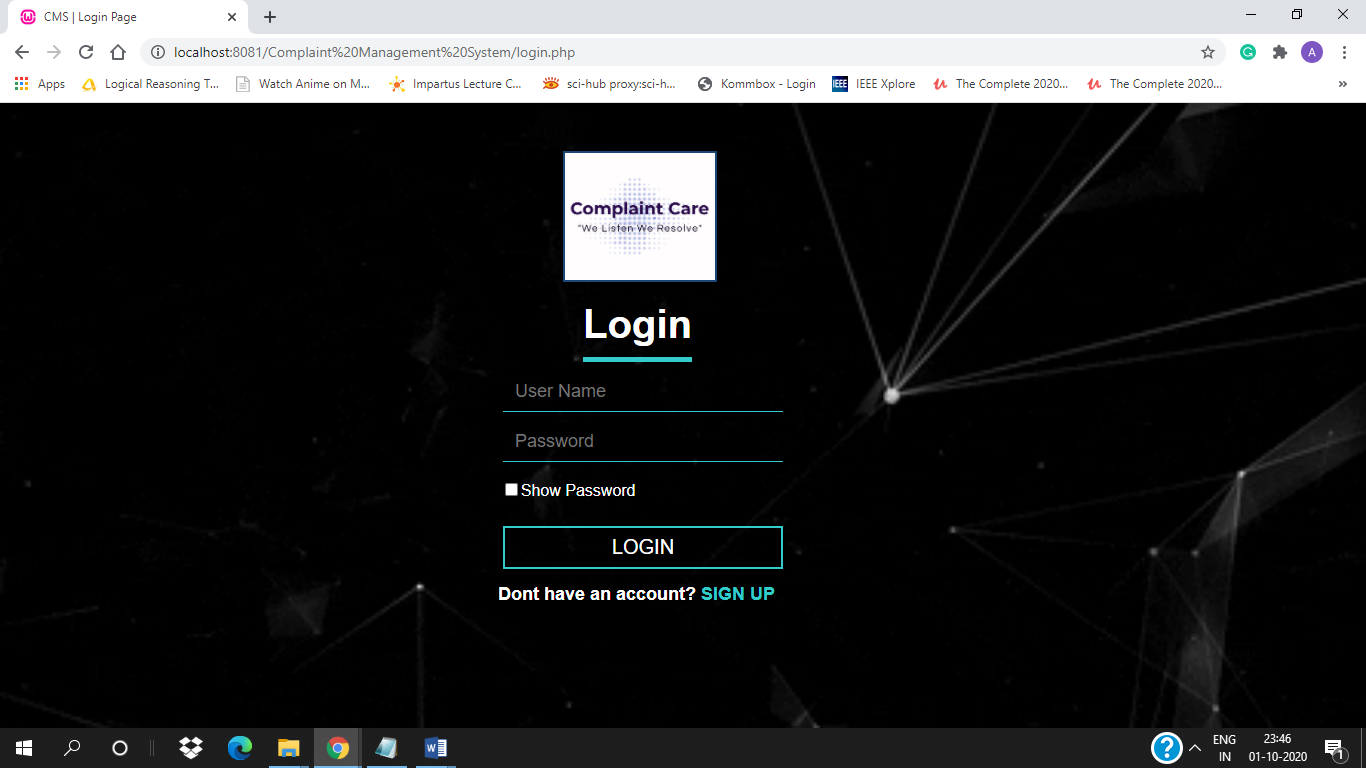 CMS | Login Page
localhost:8081/Complaint%20Management%20System/login.php
A
Apps
Logical Reasoning T...
Watch Anime on M...
Impartus Lecture C...
sci-hub proxy:sci-h...
Kommbox - Login
IEEE
IEEE Xplore
The Complete 2020...
The Complete 2020...
»
Complaint Care
"We Listen We Resolve"
Login
User Name
Password
Show Password
LOGIN
Dont have an account? SIGN UP
ENG
IN
23:46
01-10-2020
1